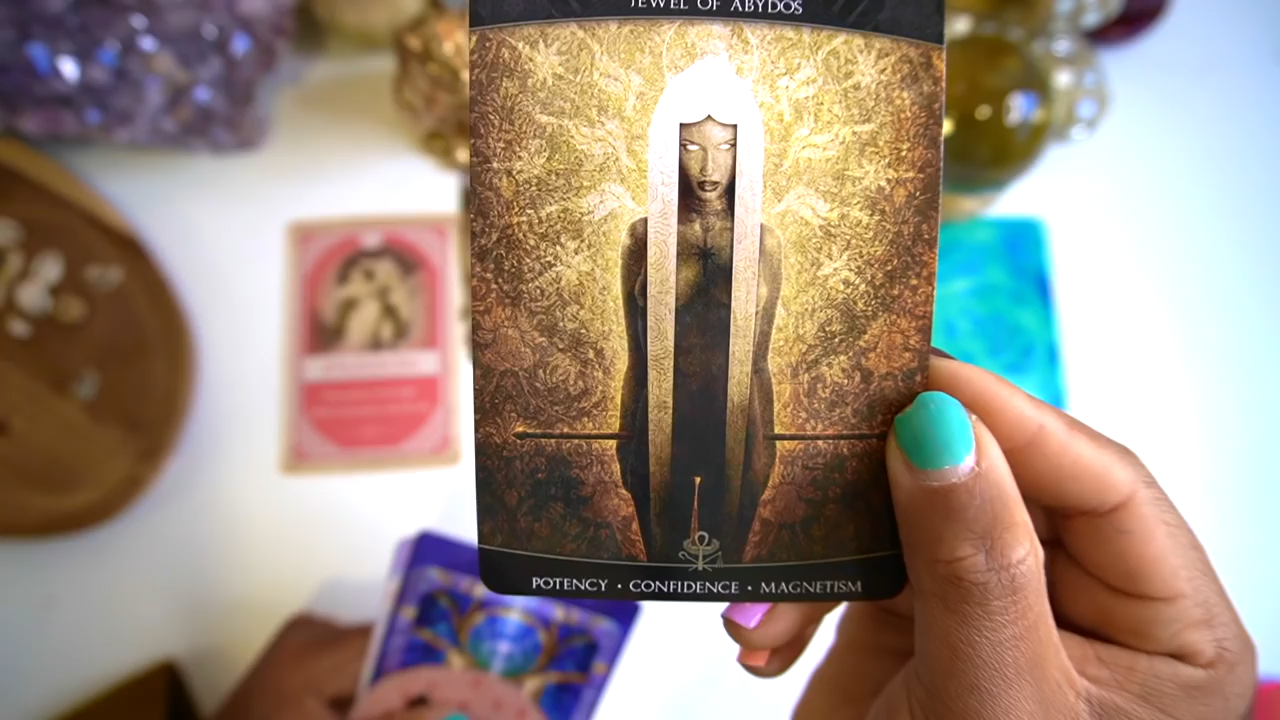 JEWEL OF ABYDOS
POTENCY • CONFIDENCE • MAGNETISM